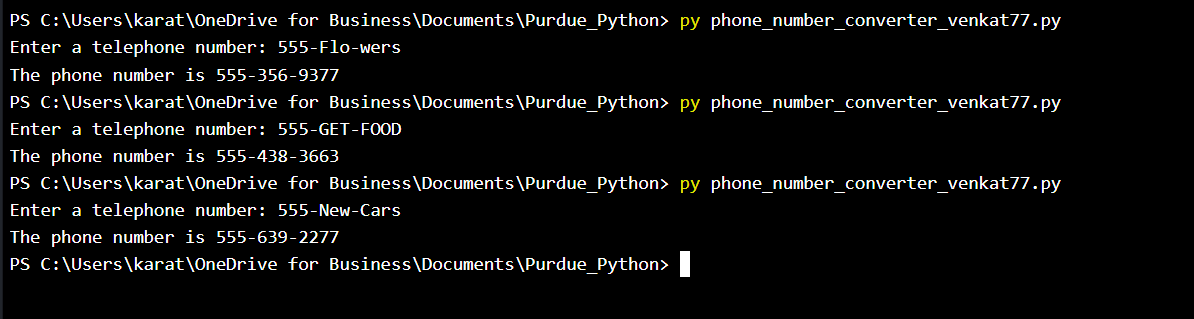 PS C:\Users\karat\OneDrive for Business\Documents\Purdue_Python> py phone_number_converter_venkat77.py
Enter a telephone number: 555-Flo-wers
The phone number is 555-356-9377
PS C:\Users\karat\OneDrive for Business\Documents\Purdue_Python> py phone_number_converter_venkat77.py
Enter a telephone number: 555-GET-FOOD
The phone number is 555-438-3663
PS C:\Users\karat\OneDrive for Business\Documents\Purdue_Python> py phone_number_converter_venkat77.py
Enter a telephone number: 555-New-Cars
The phone number is 555-639-2277
PS C:\Users\karat\OneDrive for Business\Documents\Purdue_Python>